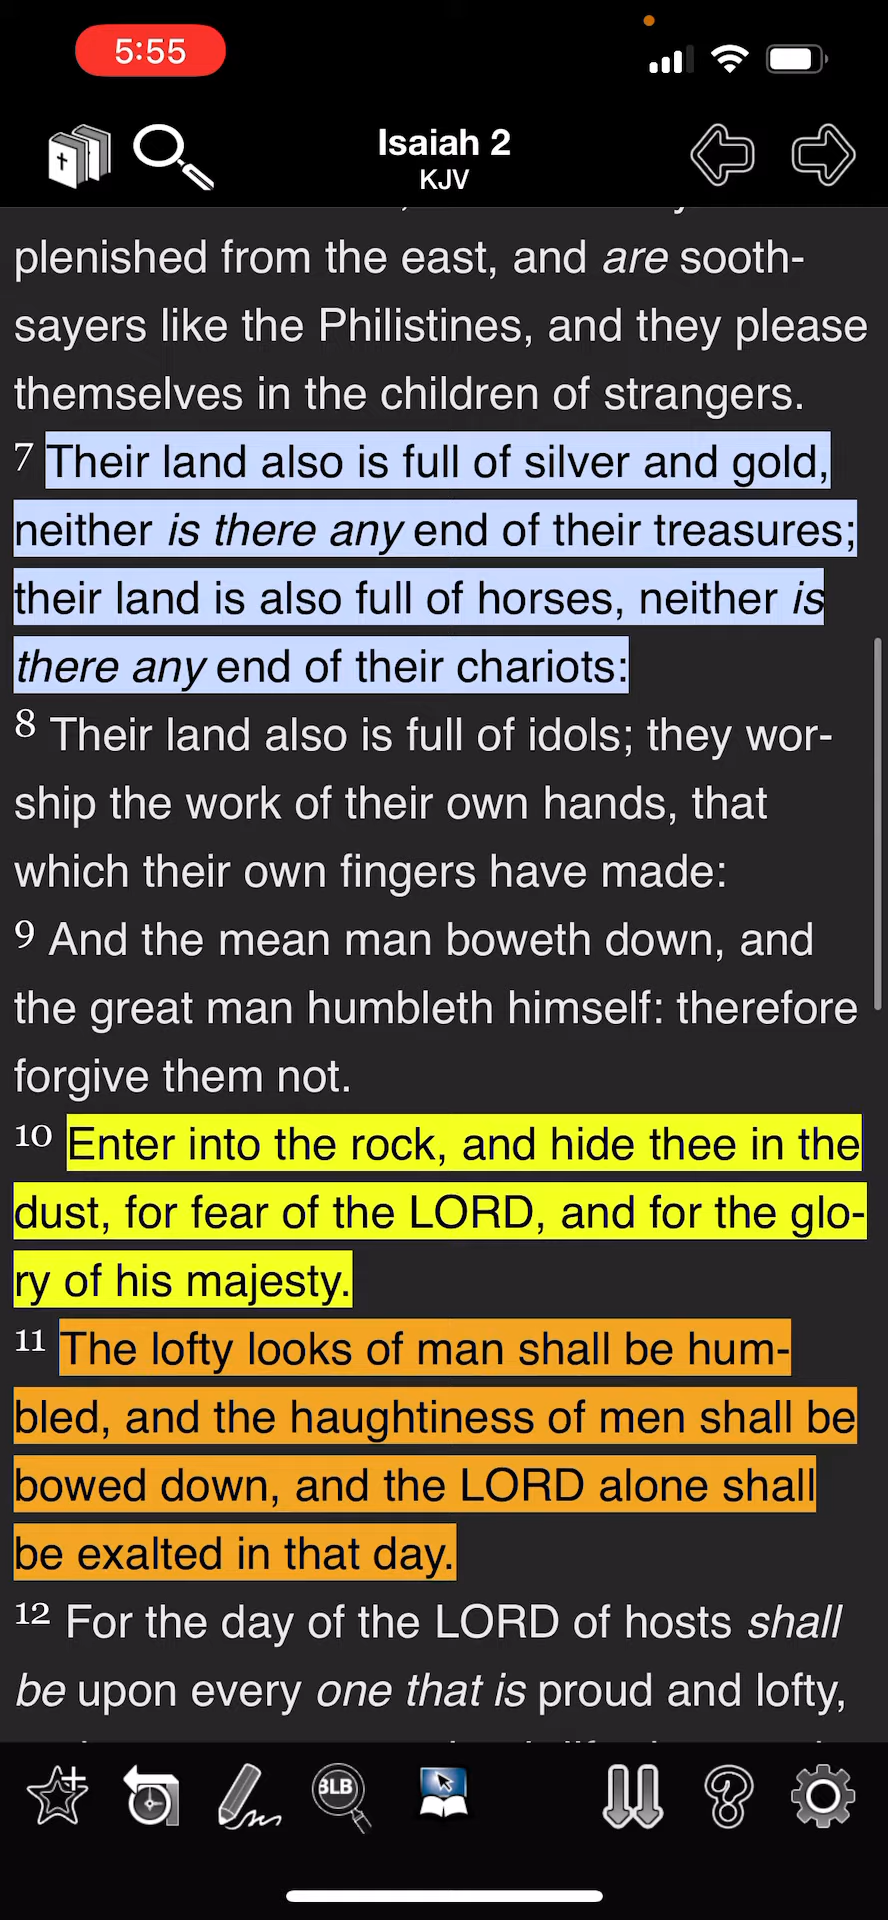 5:55
Isaiah 2
KJV
plenished from the east, and are sooth-
sayers like the Philistines, and they please
themselves in the children of strangers.
7 Their land also is full of silver and gold,
neither is there any end of their treasures;
their land is also full of horses, neither is
there any end of their chariots:
8 Their land also is full of idols; they wor-
ship the work of their own hands, that
which their own fingers have made:
9 And the mean man boweth down, and
the great man humbleth himself: therefore
forgive them not.
10 Enter into the rock, and hide thee in the
dust, for fear of the LORD, and for the glo-
ry of his majesty.
11 The lofty looks of man shall be hum-
bled, and the haughtiness of men shall be
bowed down, and the LORD alone shall
be exalted in that day.
12 For the day of the LORD of hosts shall
be upon every one that is proud and lofty,
BLB